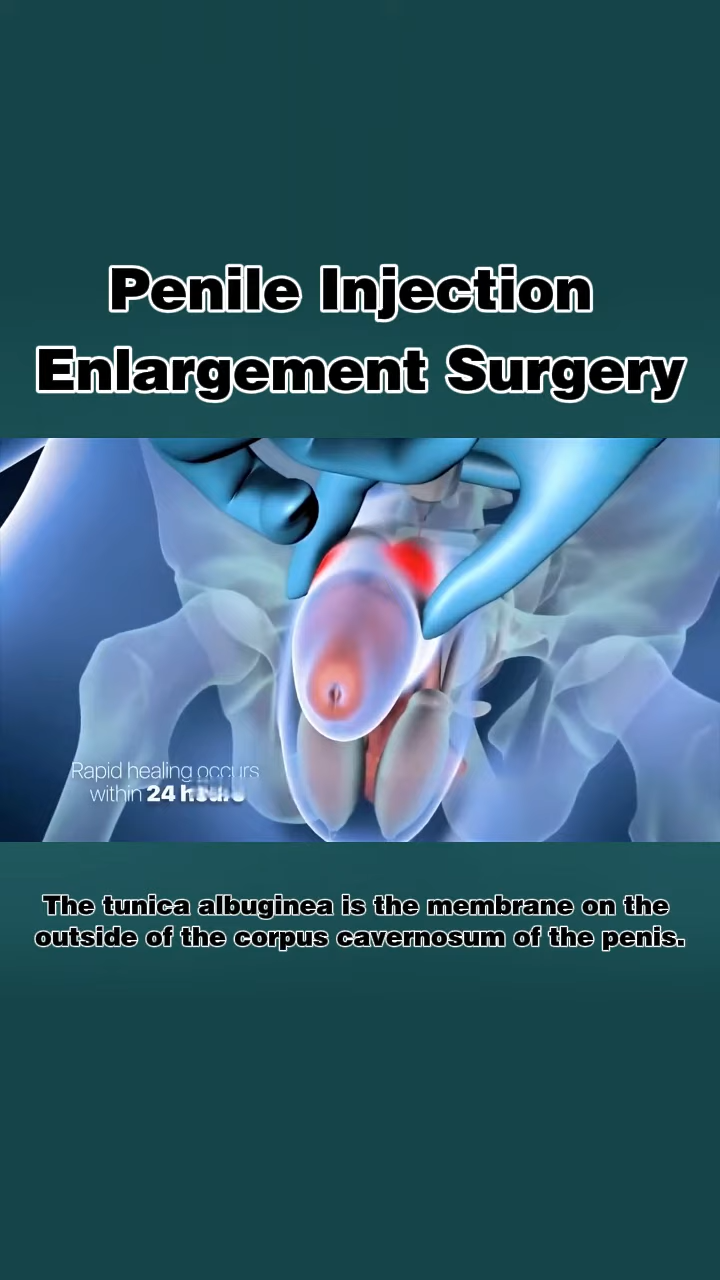 Penile Injection
Enlargement Surgery
Rapid healing occurs
within 24
The tunica albuginea is the membrane on the
outside of the corpus cavernosum of the penis.